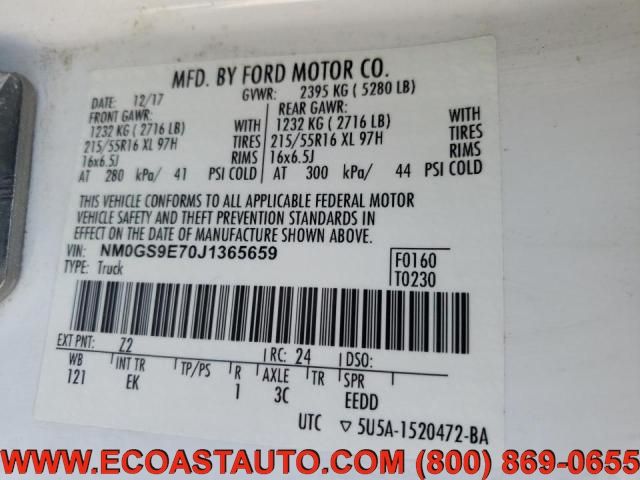 MFD. BY FORD MOTOR CO.
DATE: 12/17 GVWR: 2395 KG ( 5280 LB)
FRONT GAWR: REAR GAWR:
1232 KG ( 2716 LB) WITH 1232 KG ( 2716 LB) WITH
215/55R16 XL 97H TIRES 215/55R16 XL 97H TIRES
16x6.5J RIMS 16x6.5J RIMS
AT 280 kPa/ 41 PSI COLD AT 300 kPa/ 44 PSI COLD
THIS VEHICLE CONFORMS TO ALL APPLICABLE FEDERAL MOTOR
VEHICLE SAFETY AND THEFT PREVENTION STANDARDS IN
EFFECT ON THE DATE OF MANUFACTURE SHOWN ABOVE.
VIN: NM0GS9E70J1365659 F0160
TYPE: Truck T0230
EXT PNT: Z2 RC: 24 DSO:
WB INT TR TP/PS R AXLE TR SPR
121 EK 1 3C EEDD
UTC ▽ 5U5A-1520472-BA
WWW.ECOASTAUTO.COM (800) 869-0655